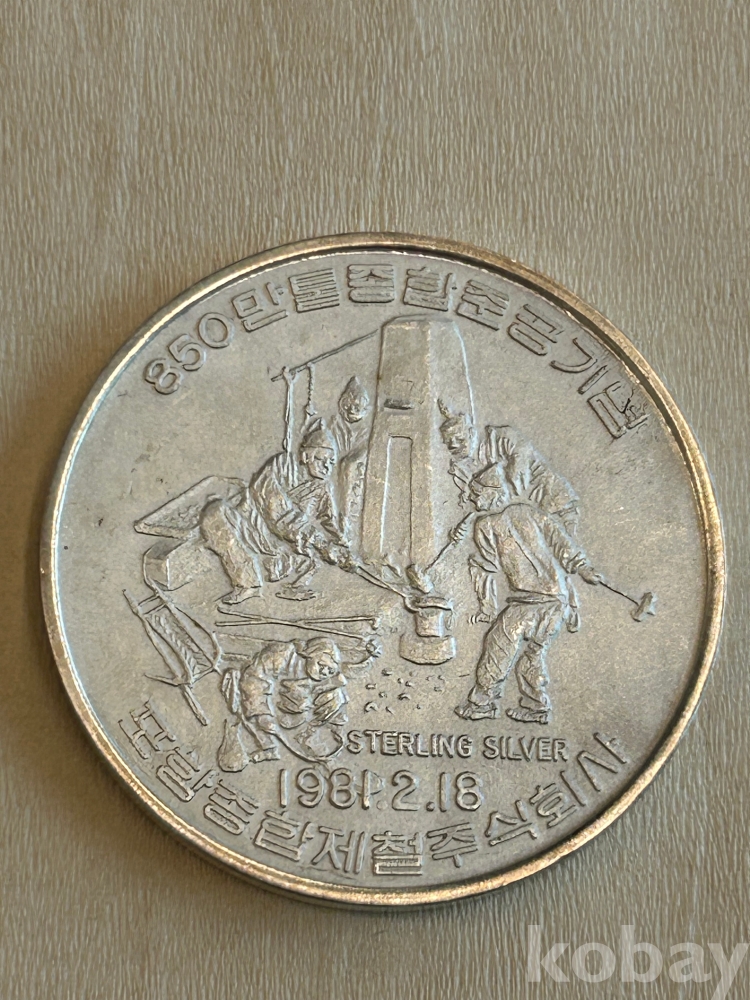 850만톤종합준공기념
STERLING SILVER
1981.2.18
포항종합제철주식회사
kobay